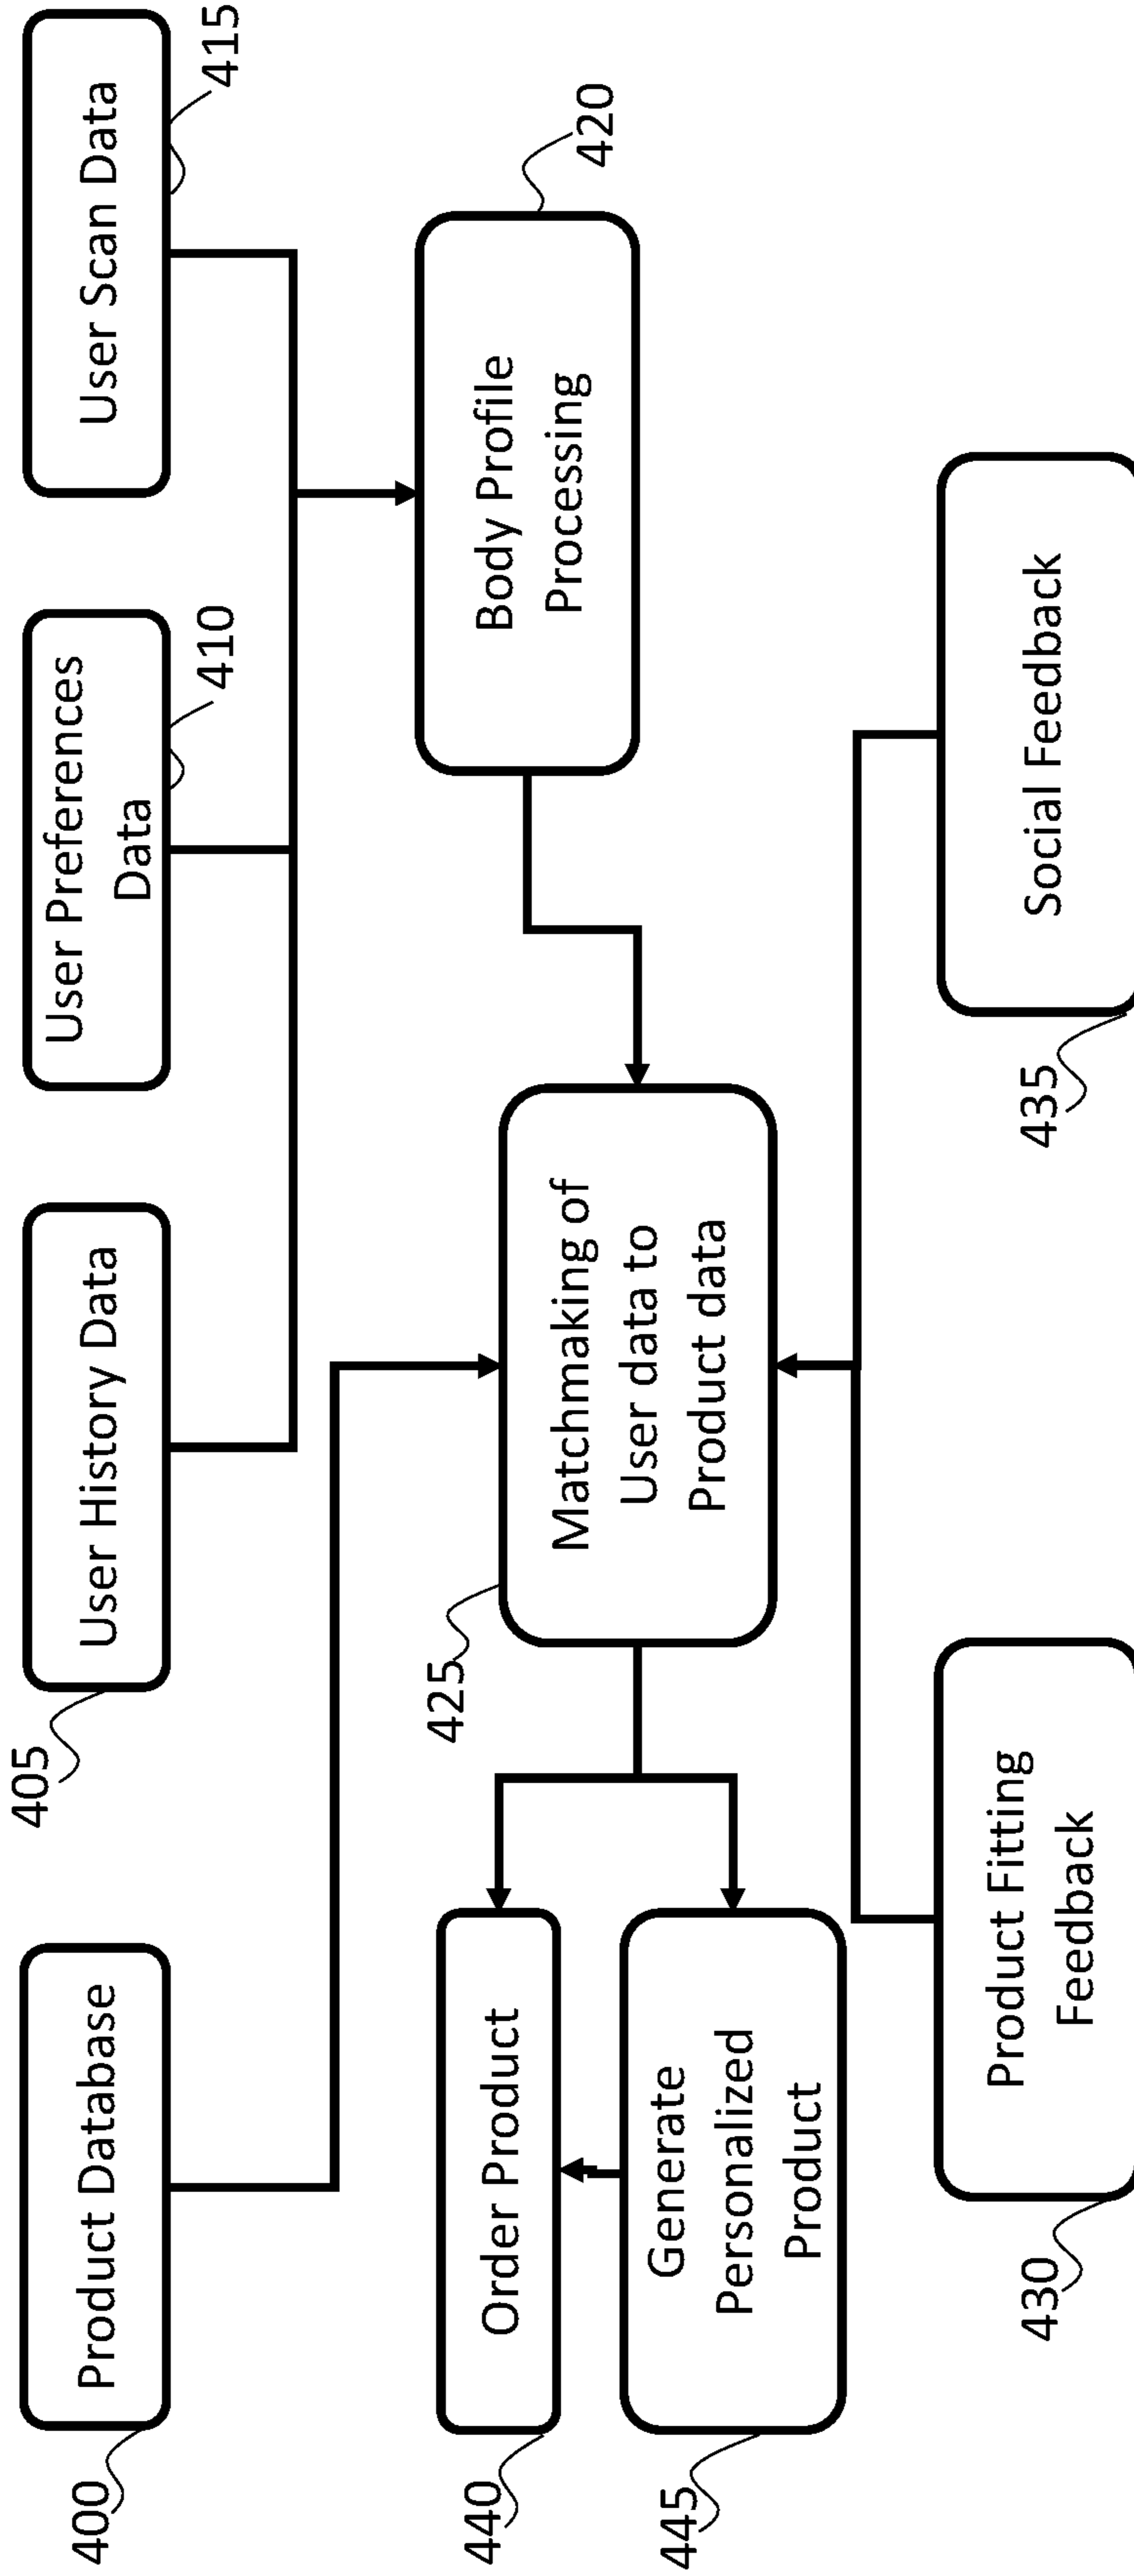 400
Product Database
405
User History Data
User Preferences
Data
410
User Scan Data
415
440
Order Product
425
Matchmaking of
User data to
Product data
Body Profile
Processing
420
445
Generate
Personalized
Product
430
Product Fitting
Feedback
435
Social Feedback